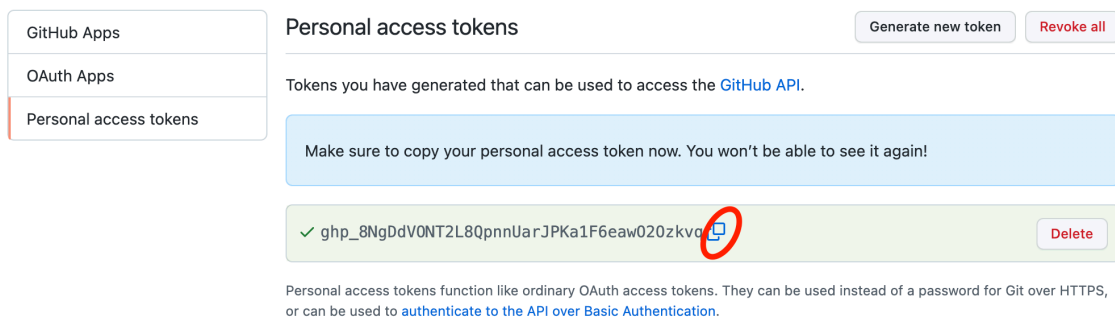 GitHub Apps
OAuth Apps
Personal access tokens
Personal access tokens
Generate new token
Revoke all
Tokens you have generated that can be used to access the GitHub API.
Make sure to copy your personal access token now. You won’t be able to see it again!
Delete
Personal access tokens function like ordinary OAuth access tokens. They can be used instead of a password for Git over HTTPS,
or can be used to authenticate to the API over Basic Authentication.